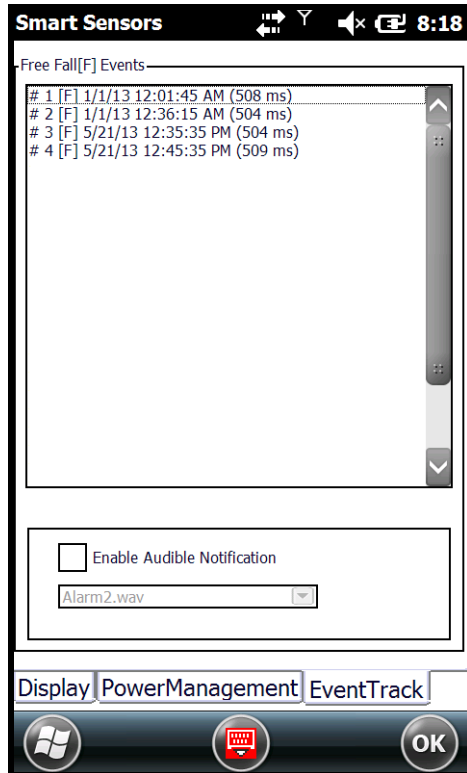 Smart Sensors 8:18
Free Fall[F] Events
# 1 [F] 1/1/13 12:01:45 AM (508 ms)
# 2 [F] 1/1/13 12:36:15 AM (504 ms)
# 3 [F] 5/21/13 12:35:35 PM (504 ms)
# 4 [F] 5/21/13 12:45:35 PM (509 ms)
Enable Audible Notification
Alarm2.wav
Display PowerManagement EventTrack
OK